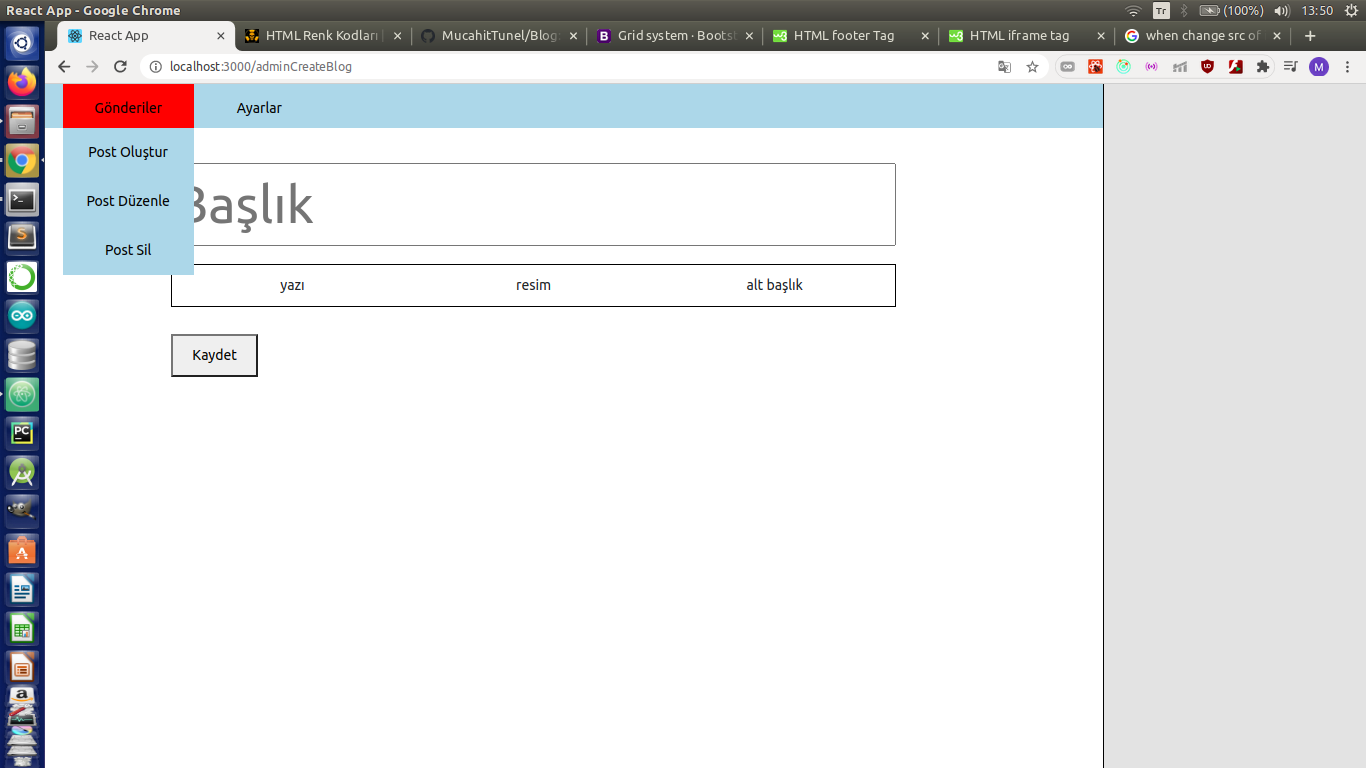 React App - Google Chrome
Tr
(100%)
13:50
React App
HTML Renk Kodları
MucahitTunel/Blog
Grid system · Bootst
HTML footer Tag
HTML iframe tag
when change src of
localhost:3000/adminCreateBlog
M
Gönderiler
Ayarlar
Post Oluştur
Post Düzenle
Post Sil
Başlık
yazı
resim
alt başlık
Kaydet